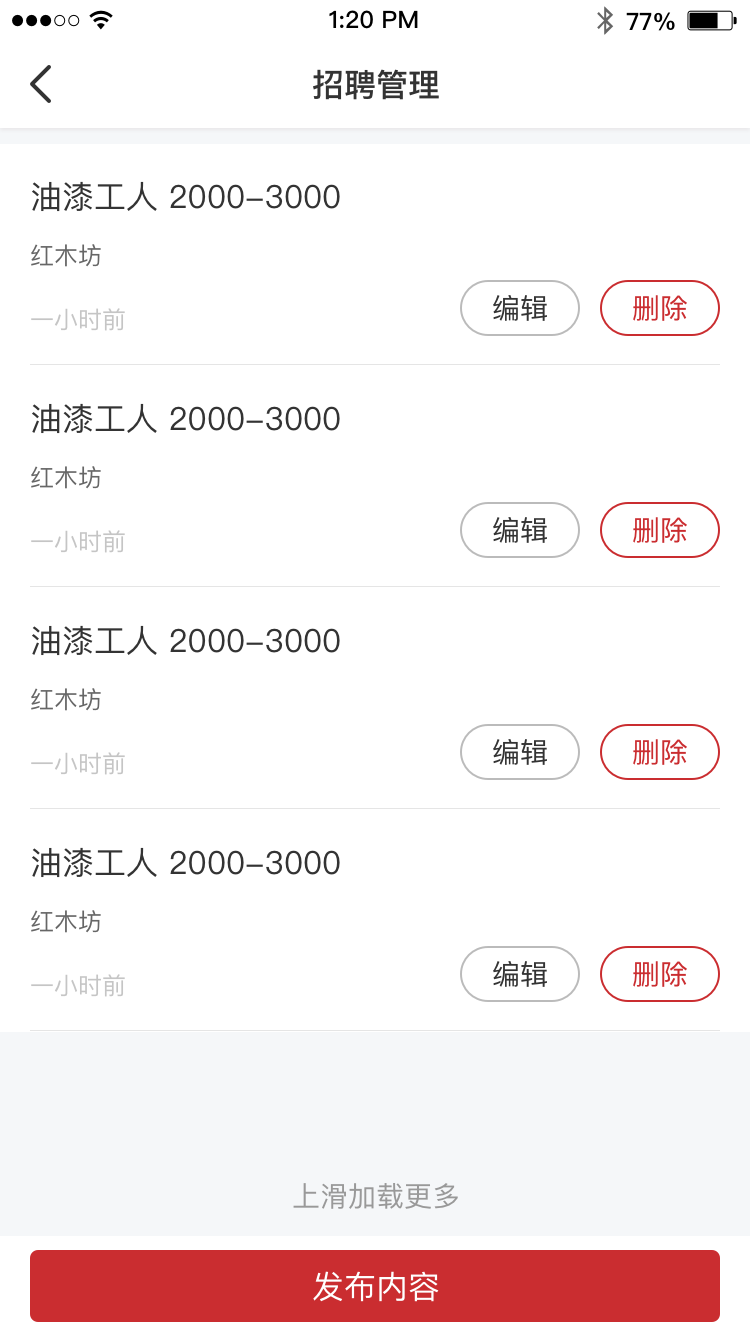 1:20 PM 77%
招聘管理
油漆工人 2000-3000
红木坊
一小时前 编辑 删除
油漆工人 2000-3000
红木坊
一小时前 编辑 删除
油漆工人 2000-3000
红木坊
一小时前 编辑 删除
油漆工人 2000-3000
红木坊
一小时前 编辑 删除
上滑加载更多
发布内容